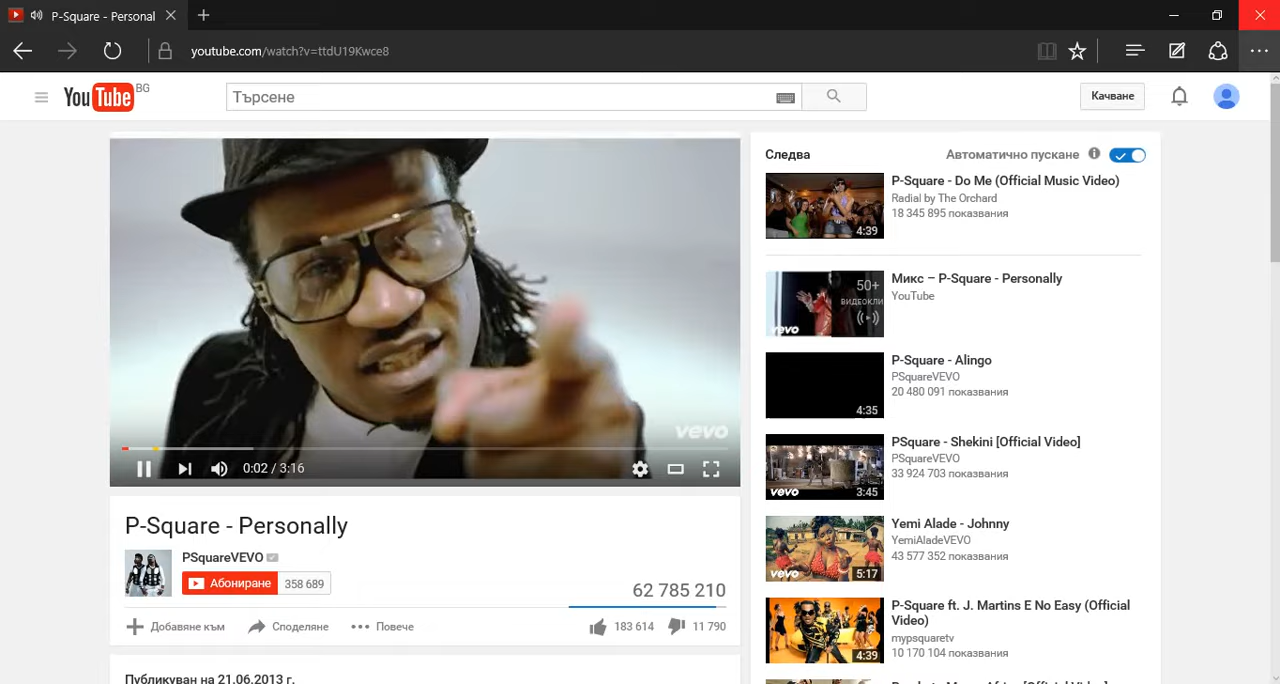 P-Square - Personal
youtube.com/watch?v=ttdU19Kwce8
YouTube BG
Търсене
Качване
vevo
0:02 / 3:16
P-Square - Personally
PSquareVEVO
Абониране 358 689
62 785 210
Добавяне към Споделяне Повече 183 614 11 790
Публикуван на 21.06.2013 г.
Следва Автоматично пускане
P-Square - Do Me (Official Music Video)
Radial by The Orchard
18 345 895 показвания
4:39
Микс – P-Square - Personally
YouTube
50+
ВИДЕОКЛИ
vevo
P-Square - Alingo
PSquareVEVO
20 480 091 показвания
4:35
PSquare - Shekini [Official Video]
PSquareVEVO
33 924 703 показвания
vevo 3:45
Yemi Alade - Johnny
YemiAladeVEVO
43 577 352 показвания
vevo 5:17
P-Square ft. J. Martins E No Easy (Official
Video)
mypsquaretv
10 170 104 показвания
4:39